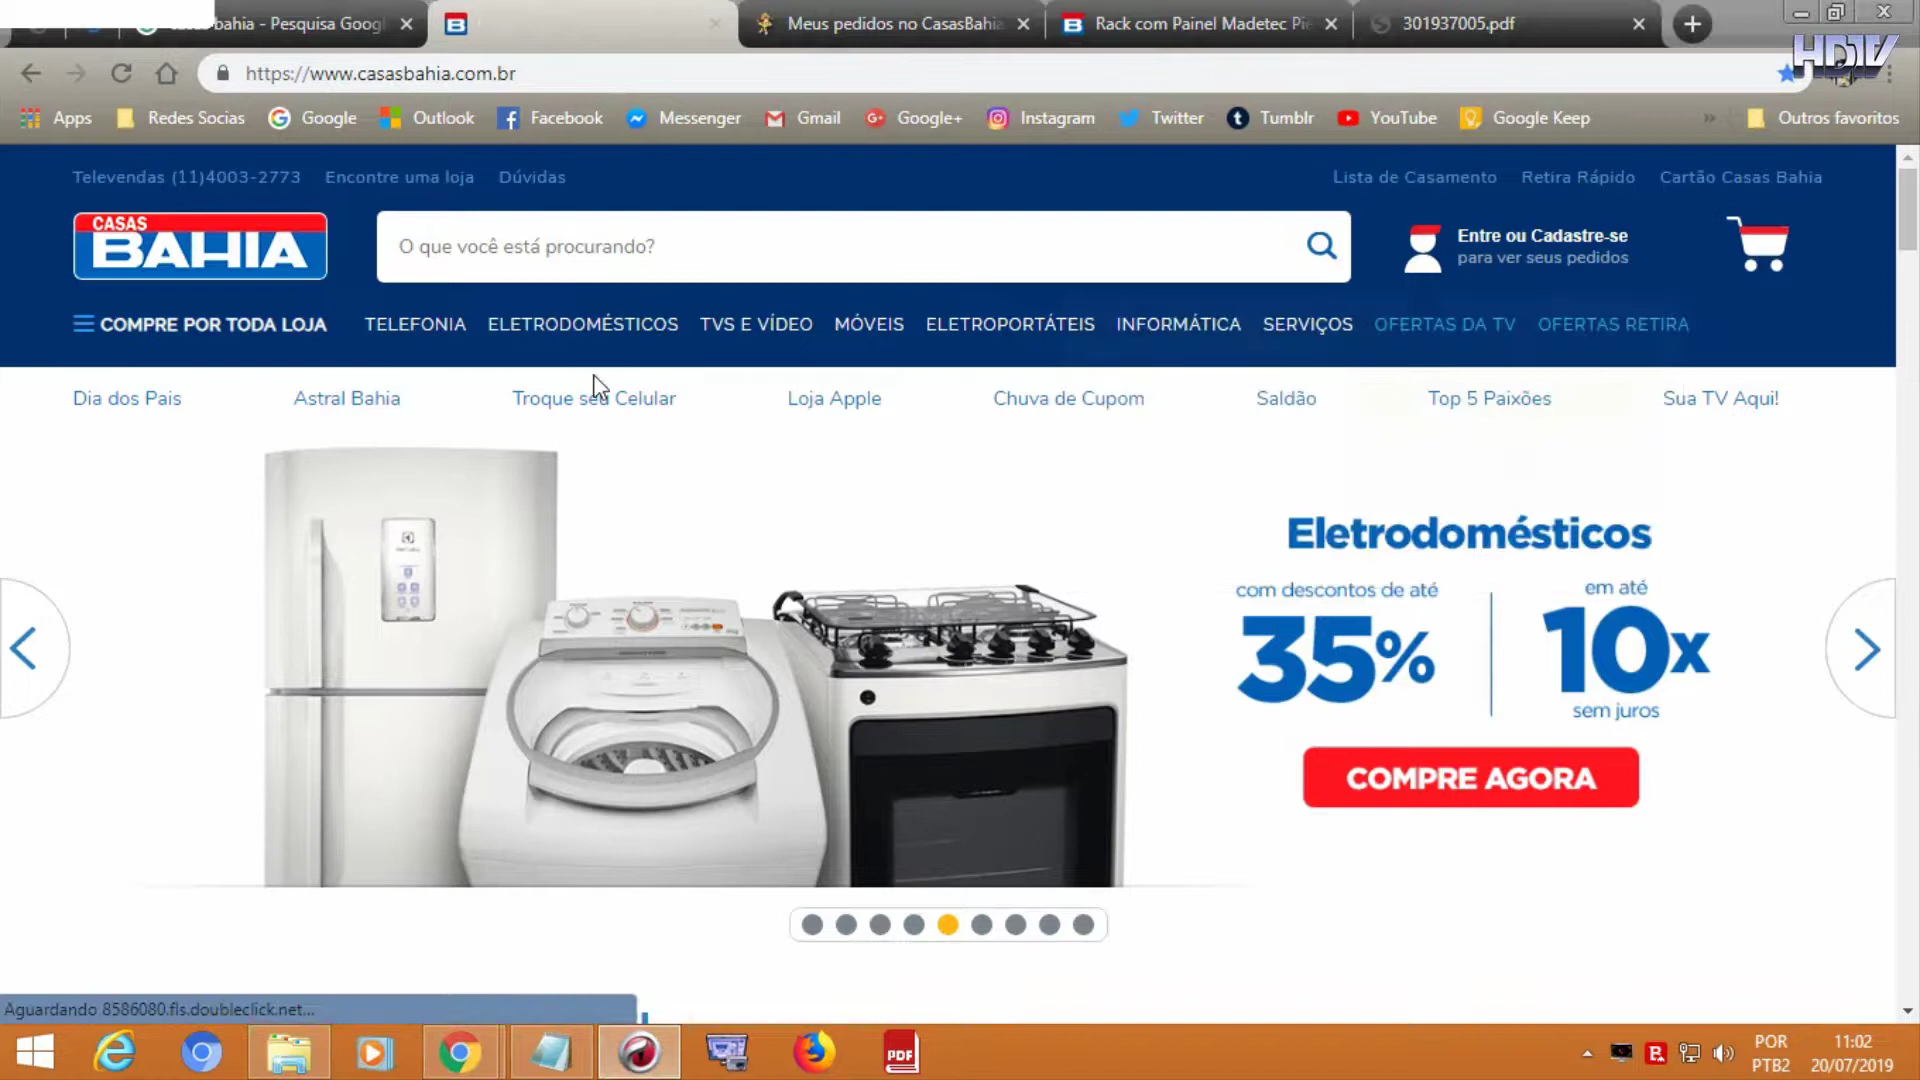 bahia - Pesquisa Googl
Meus pedidos no CasasBahia
Rack com Painel Madetec Pi
301937005.pdf
HDTV
https://www.casasbahia.com.br
Apps
Redes Socias
Google
Outlook
Facebook
Messenger
Gmail
Google+
Instagram
Twitter
Tumblr
YouTube
Google Keep
Outros favoritos
Televendas (11)4003-2773
Encontre uma loja
Dúvidas
Lista de Casamento
Retira Rápido
Cartão Casas Bahia
CASAS
BAHIA
O que você está procurando?
Entre ou Cadastre-se
para ver seus pedidos
COMPRE POR TODA LOJA
TELEFONIA
ELETRODOMÉSTICOS
TVS E VÍDEO
MÓVEIS
ELETROPORTÁTEIS
INFORMÁTICA
SERVIÇOS
OFERTAS DA TV
OFERTAS RETIRA
Dia dos Pais
Astral Bahia
Troque seu Celular
Loja Apple
Chuva de Cupom
Saldão
Top 5 Paixões
Sua TV Aqui!
Eletrodomésticos
com descontos de até
35%
em até
10x
sem juros
COMPRE AGORA
Aguardando 8586080.fls.doubleclick.net...
PDF
POR
PTB2
11:02
20/07/2019